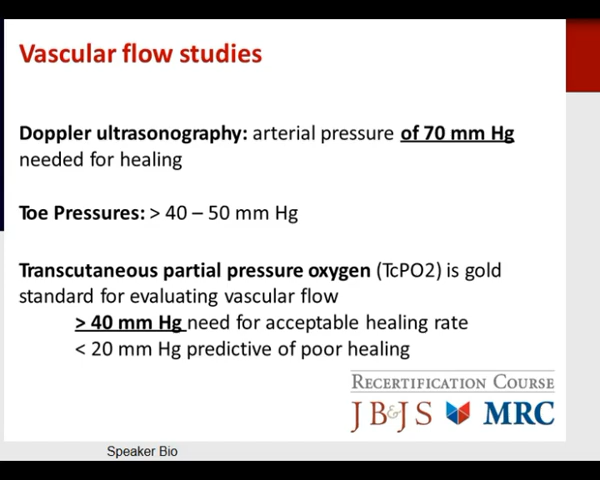 Vascular flow studies
Doppler ultrasonography: arterial pressure of 70 mm Hg
needed for healing
Toe Pressures: > 40 – 50 mm Hg
Transcutaneous partial pressure oxygen (TcPO2) is gold
standard for evaluating vascular flow
> 40 mm Hg need for acceptable healing rate
< 20 mm Hg predictive of poor healing
RECERTIFICATION COURSE
JB&JS MRC
Speaker Bio